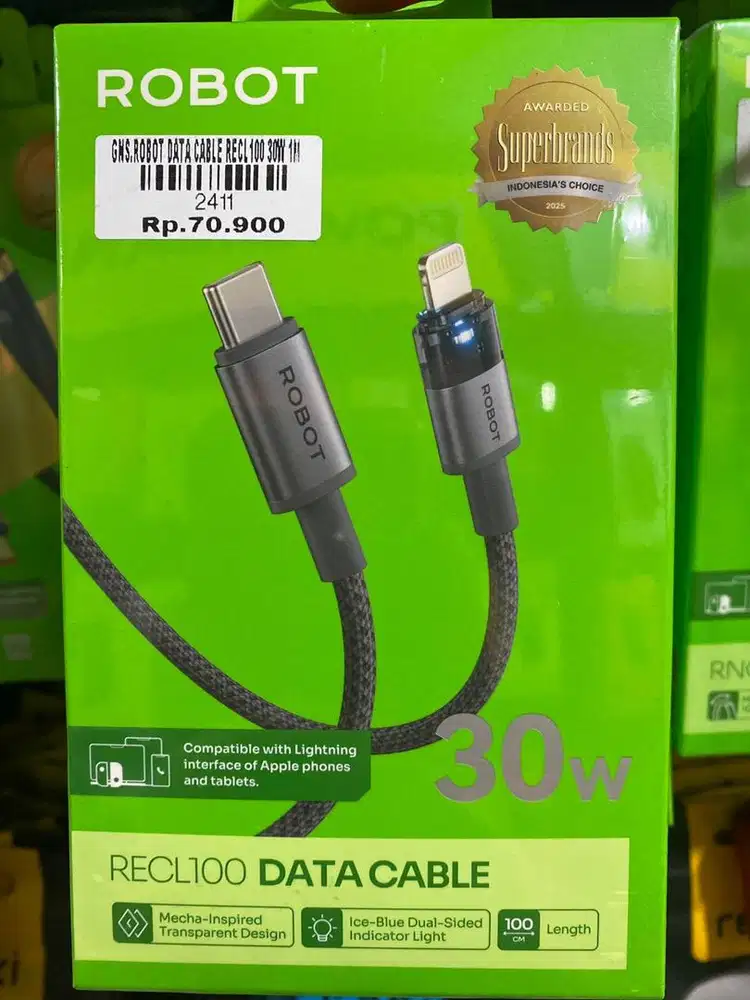 ROBOT
GNS.ROBOT DATA CABLE RECL100 30W 1M
2411
Rp.70.900
AWARDED
Superbrands
INDONESIA'S CHOICE
2025
ROBOT
ROBOT
Compatible with Lightning
interface of Apple phones
and tablets.
30W
RECL100 DATA CABLE
Mecha-Inspired
Transparent Design
Ice-Blue Dual-Sided
Indicator Light
100
CM
Length